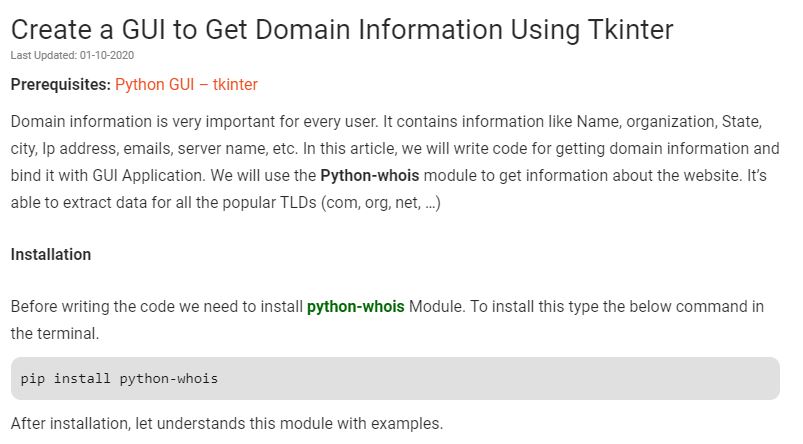 Create a GUI to Get Domain Information Using Tkinter
Last Updated: 01-10-2020
Prerequisites: Python GUI – tkinter
Domain information is very important for every user. It contains information like Name, organization, State,
city, Ip address, emails, server name, etc. In this article, we will write code for getting domain information and
bind it with GUI Application. We will use the Python-whois module to get information about the website. It’s
able to extract data for all the popular TLDs (com, org, net, …)
Installation
Before writing the code we need to install python-whois Module. To install this type the below command in
the terminal.
pip install python-whois
After installation, let understands this module with examples.